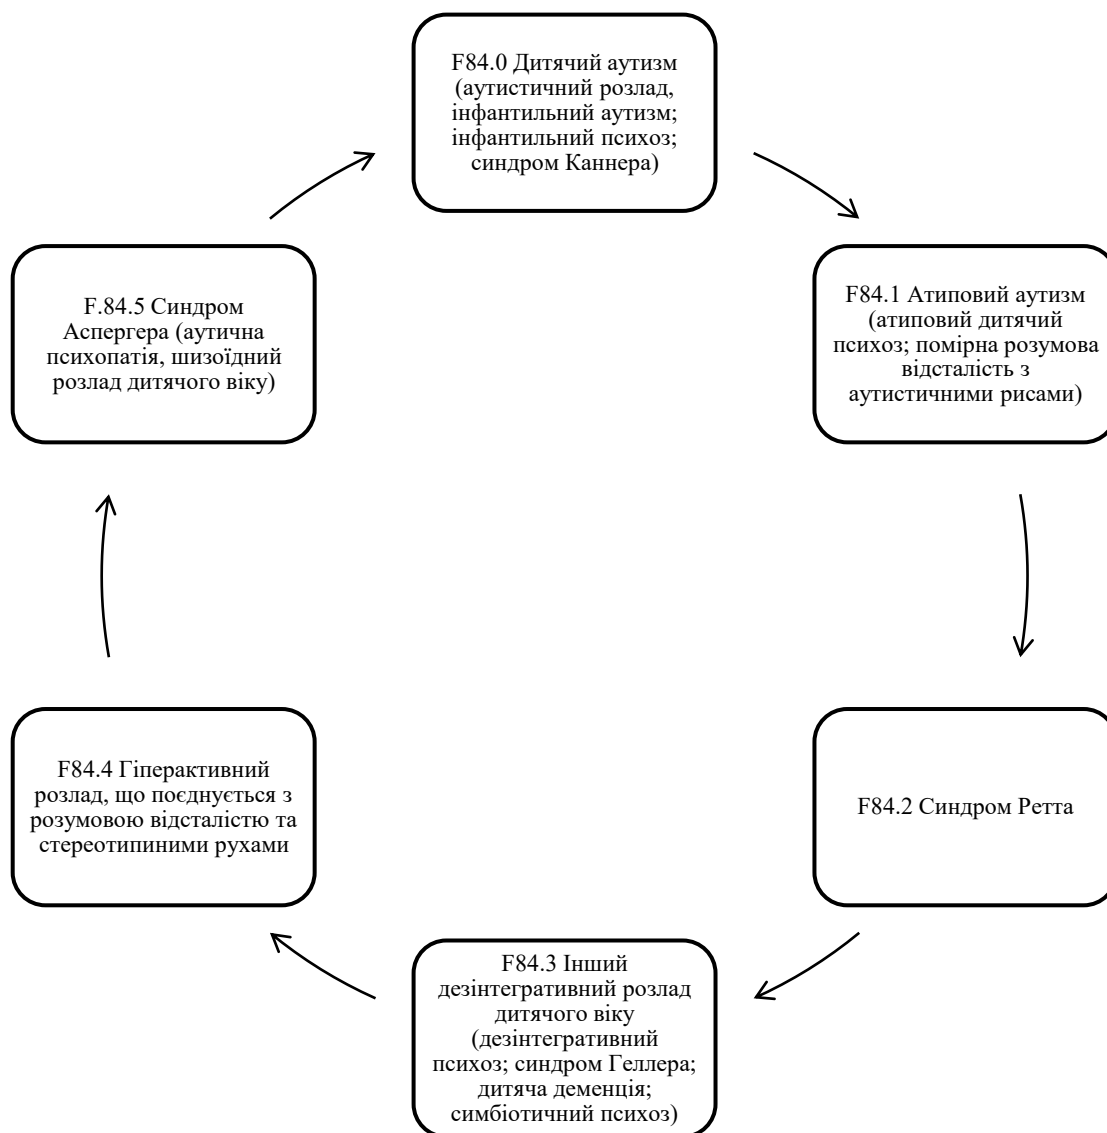 F84.0 Дитячий аутизм
(аутистичний розлад,
інфантильний аутизм;
інфантильний психоз;
синдром Каннера)
F84.1 Атиповий аутизм
(атиповий дитячий
психоз; помірна розумова
відсталість з
аутистичними рисами)
F84.2 Синдром Ретта
F84.3 Інший
дезінтегративний розлад
дитячого віку
(дезінтегративний
психоз; синдром Геллера;
дитяча деменція;
симбіотичний психоз)
F84.4 Гіперактивний
розлад, що поєднується з
розумовою відсталістю та
стереотипиними рухами
F.84.5 Синдром
Аспергера (аутична
психопатія, шизоїдний
розлад дитячого віку)